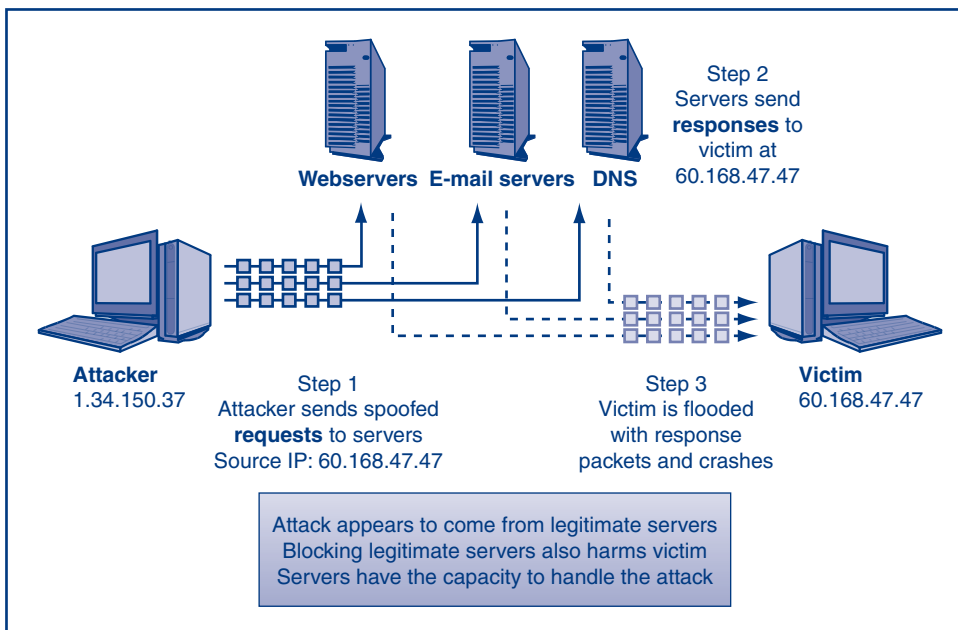 Step 2
Servers send
responses to
victim at
60.168.47.47
Webservers E-mail servers DNS
Attacker
1.34.150.37
Step 1
Attacker sends spoofed
requests to servers
Source IP: 60.168.47.47
Step 3
Victim is flooded
with response
packets and crashes
Victim
60.168.47.47
Attack appears to come from legitimate servers
Blocking legitimate servers also harms victim
Servers have the capacity to handle the attack